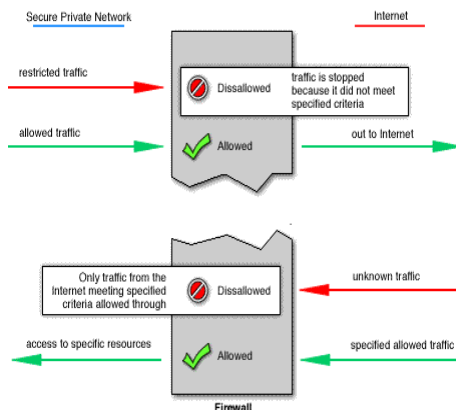 Secure Private Network
Internet
restricted traffic
Dissallowed
traffic is stopped
because it did not meet
specified criteria
allowed traffic
Allowed
out to Internet
Only traffic from the
Internet meeting specified
criteria allowed through
Dissallowed
unknown traffic
access to specific resources
Allowed
specified allowed traffic
Firewall